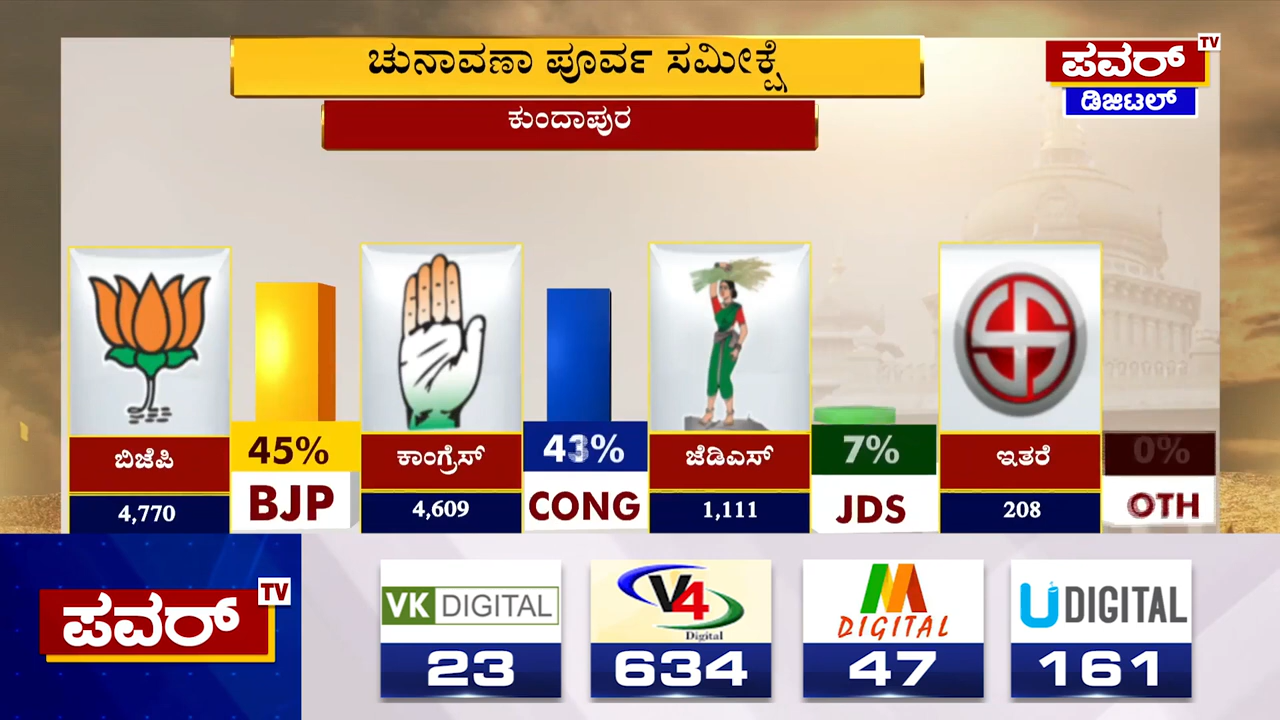 ಚುನಾವಣಾ ಪೂರ್ವ ಸಮೀಕ್ಷೆ
ಕುಂದಾಪುರ
ಪವರ್ TV
ಡಿಜಿಟಲ್
ಬಿಜೆಪಿ
4,770
45%
BJP
ಕಾಂಗ್ರೆಸ್
4,609
43%
CONG
ಜೆಡಿಎಸ್
1,111
7%
JDS
ಇತರೆ
208
0%
OTH
ಪವರ್ TV
VK DIGITAL
23
V4
Digital
634
M
DIGITAL
47
U DIGITAL
161